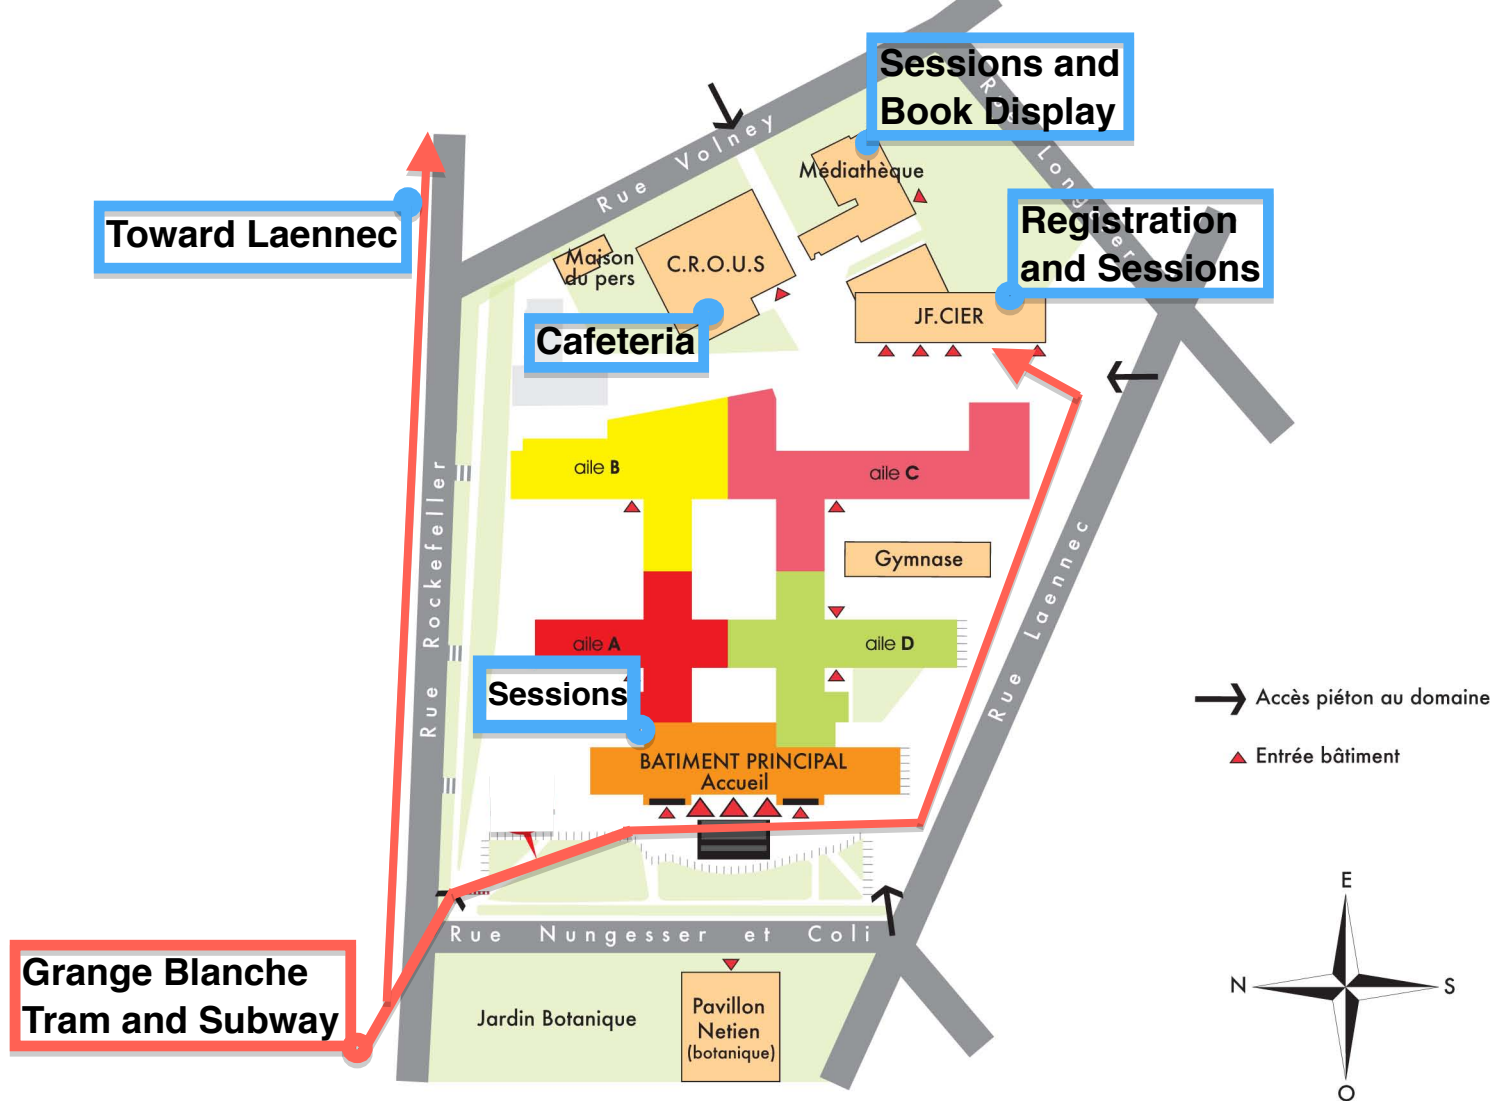 Sessions and
Book Display
Rue Volney
Médiathèque
Toward Laennec
Registration
and Sessions
Maison
du pers
C.R.O.U.S
Cafeteria
JF.CIER
aile B
aile C
Rue Rockefeller
Gymnase
Rue Laennec
aile A
aile D
Sessions
BATIMENT PRINCIPAL
Accueil
Accès piéton au domaine
Entrée bâtiment
Rue Nungesser et Coli
Grange Blanche
Tram and Subway
Jardin Botanique
Pavillon
Netien
(botanique)
E
N
S
O